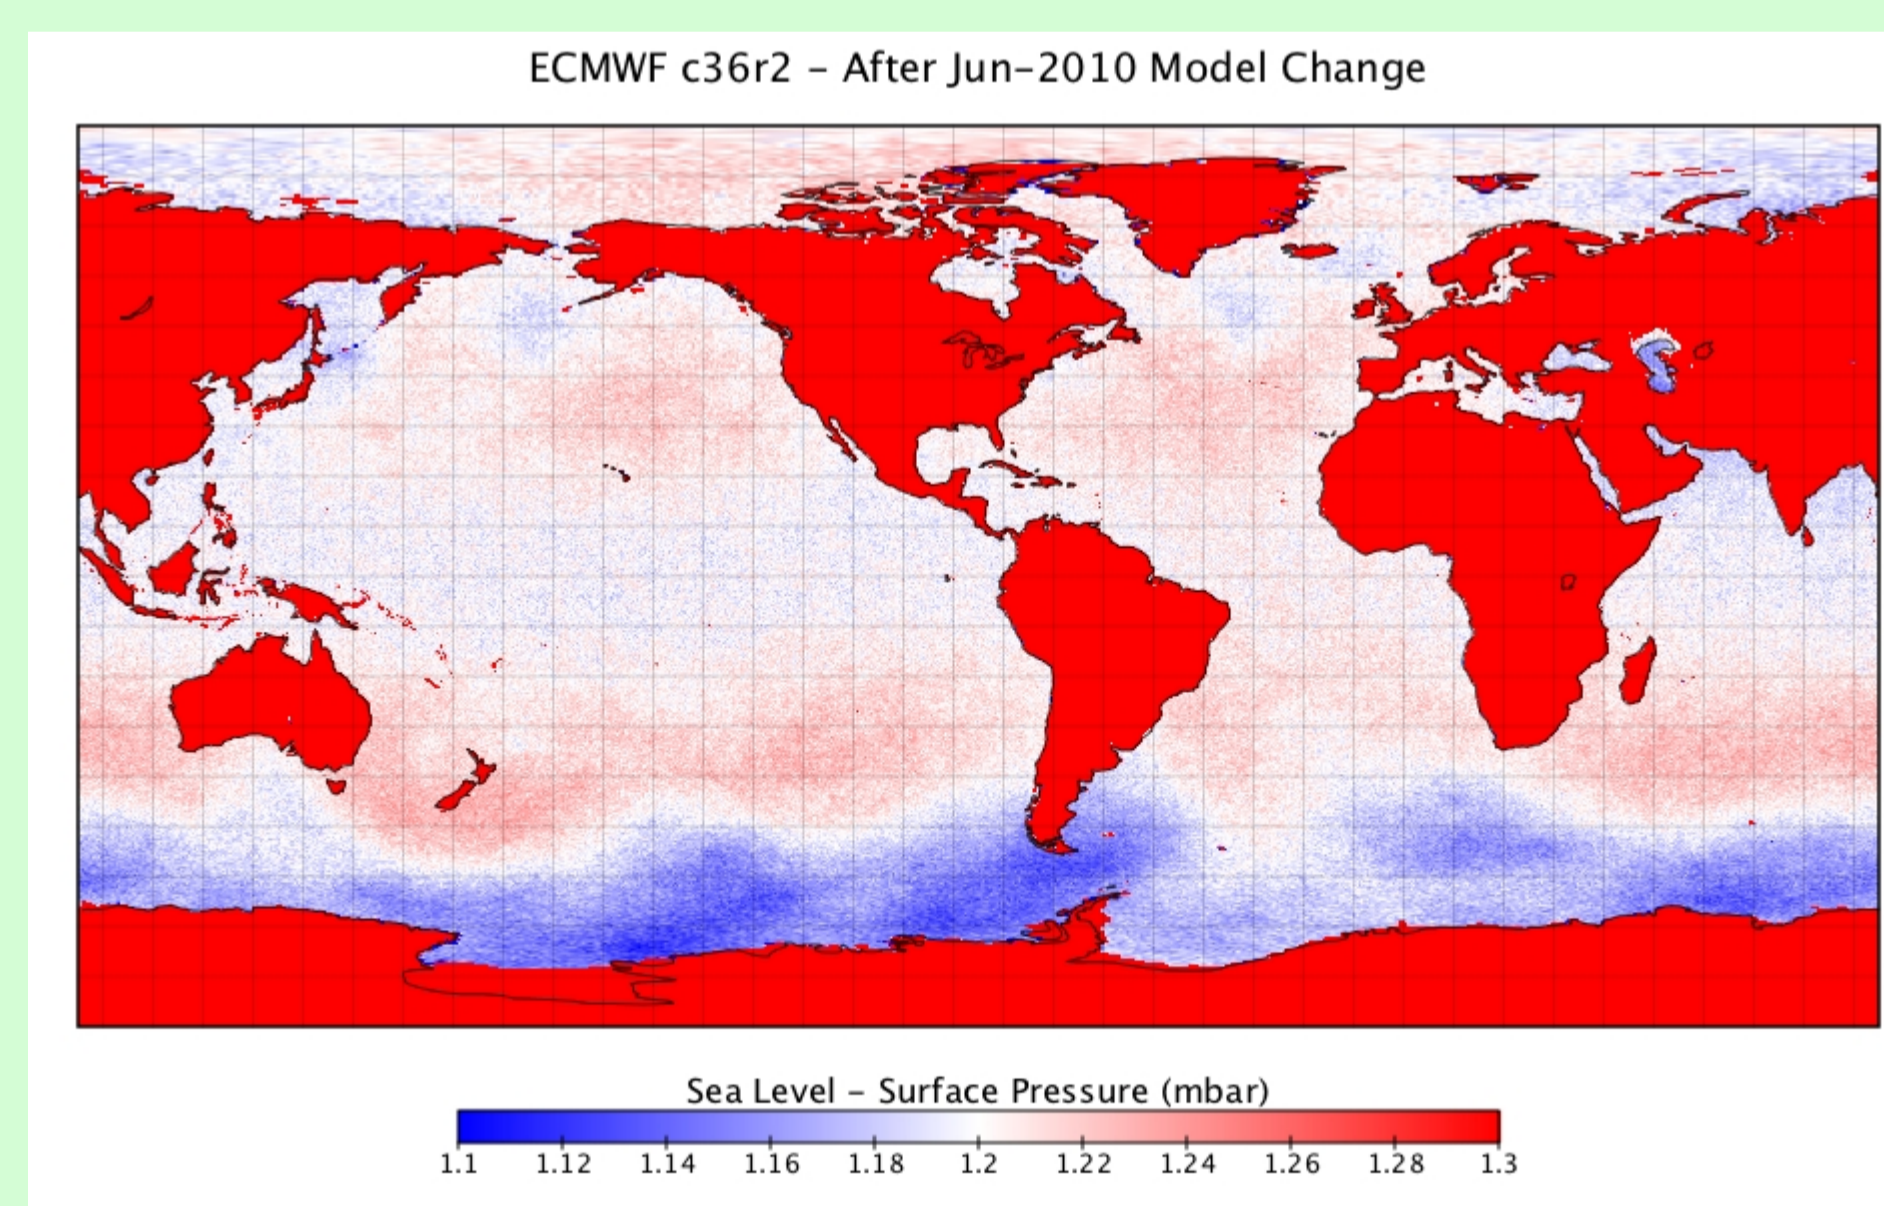 ECMWF c36r2 – After Jun–2010 Model Change
Sea Level – Surface Pressure (mbar)
1.1 1.12 1.14 1.16 1.18 1.2 1.22 1.24 1.26 1.28 1.3